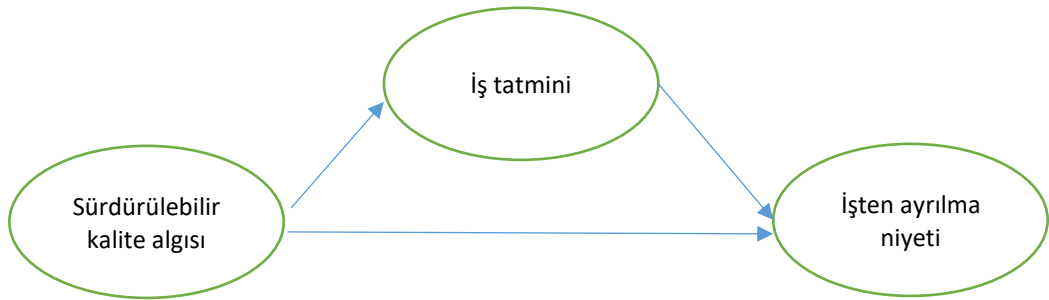 İş tatmini
Sürdürülebilir
kalite algısı
İşten ayrılma
niyeti